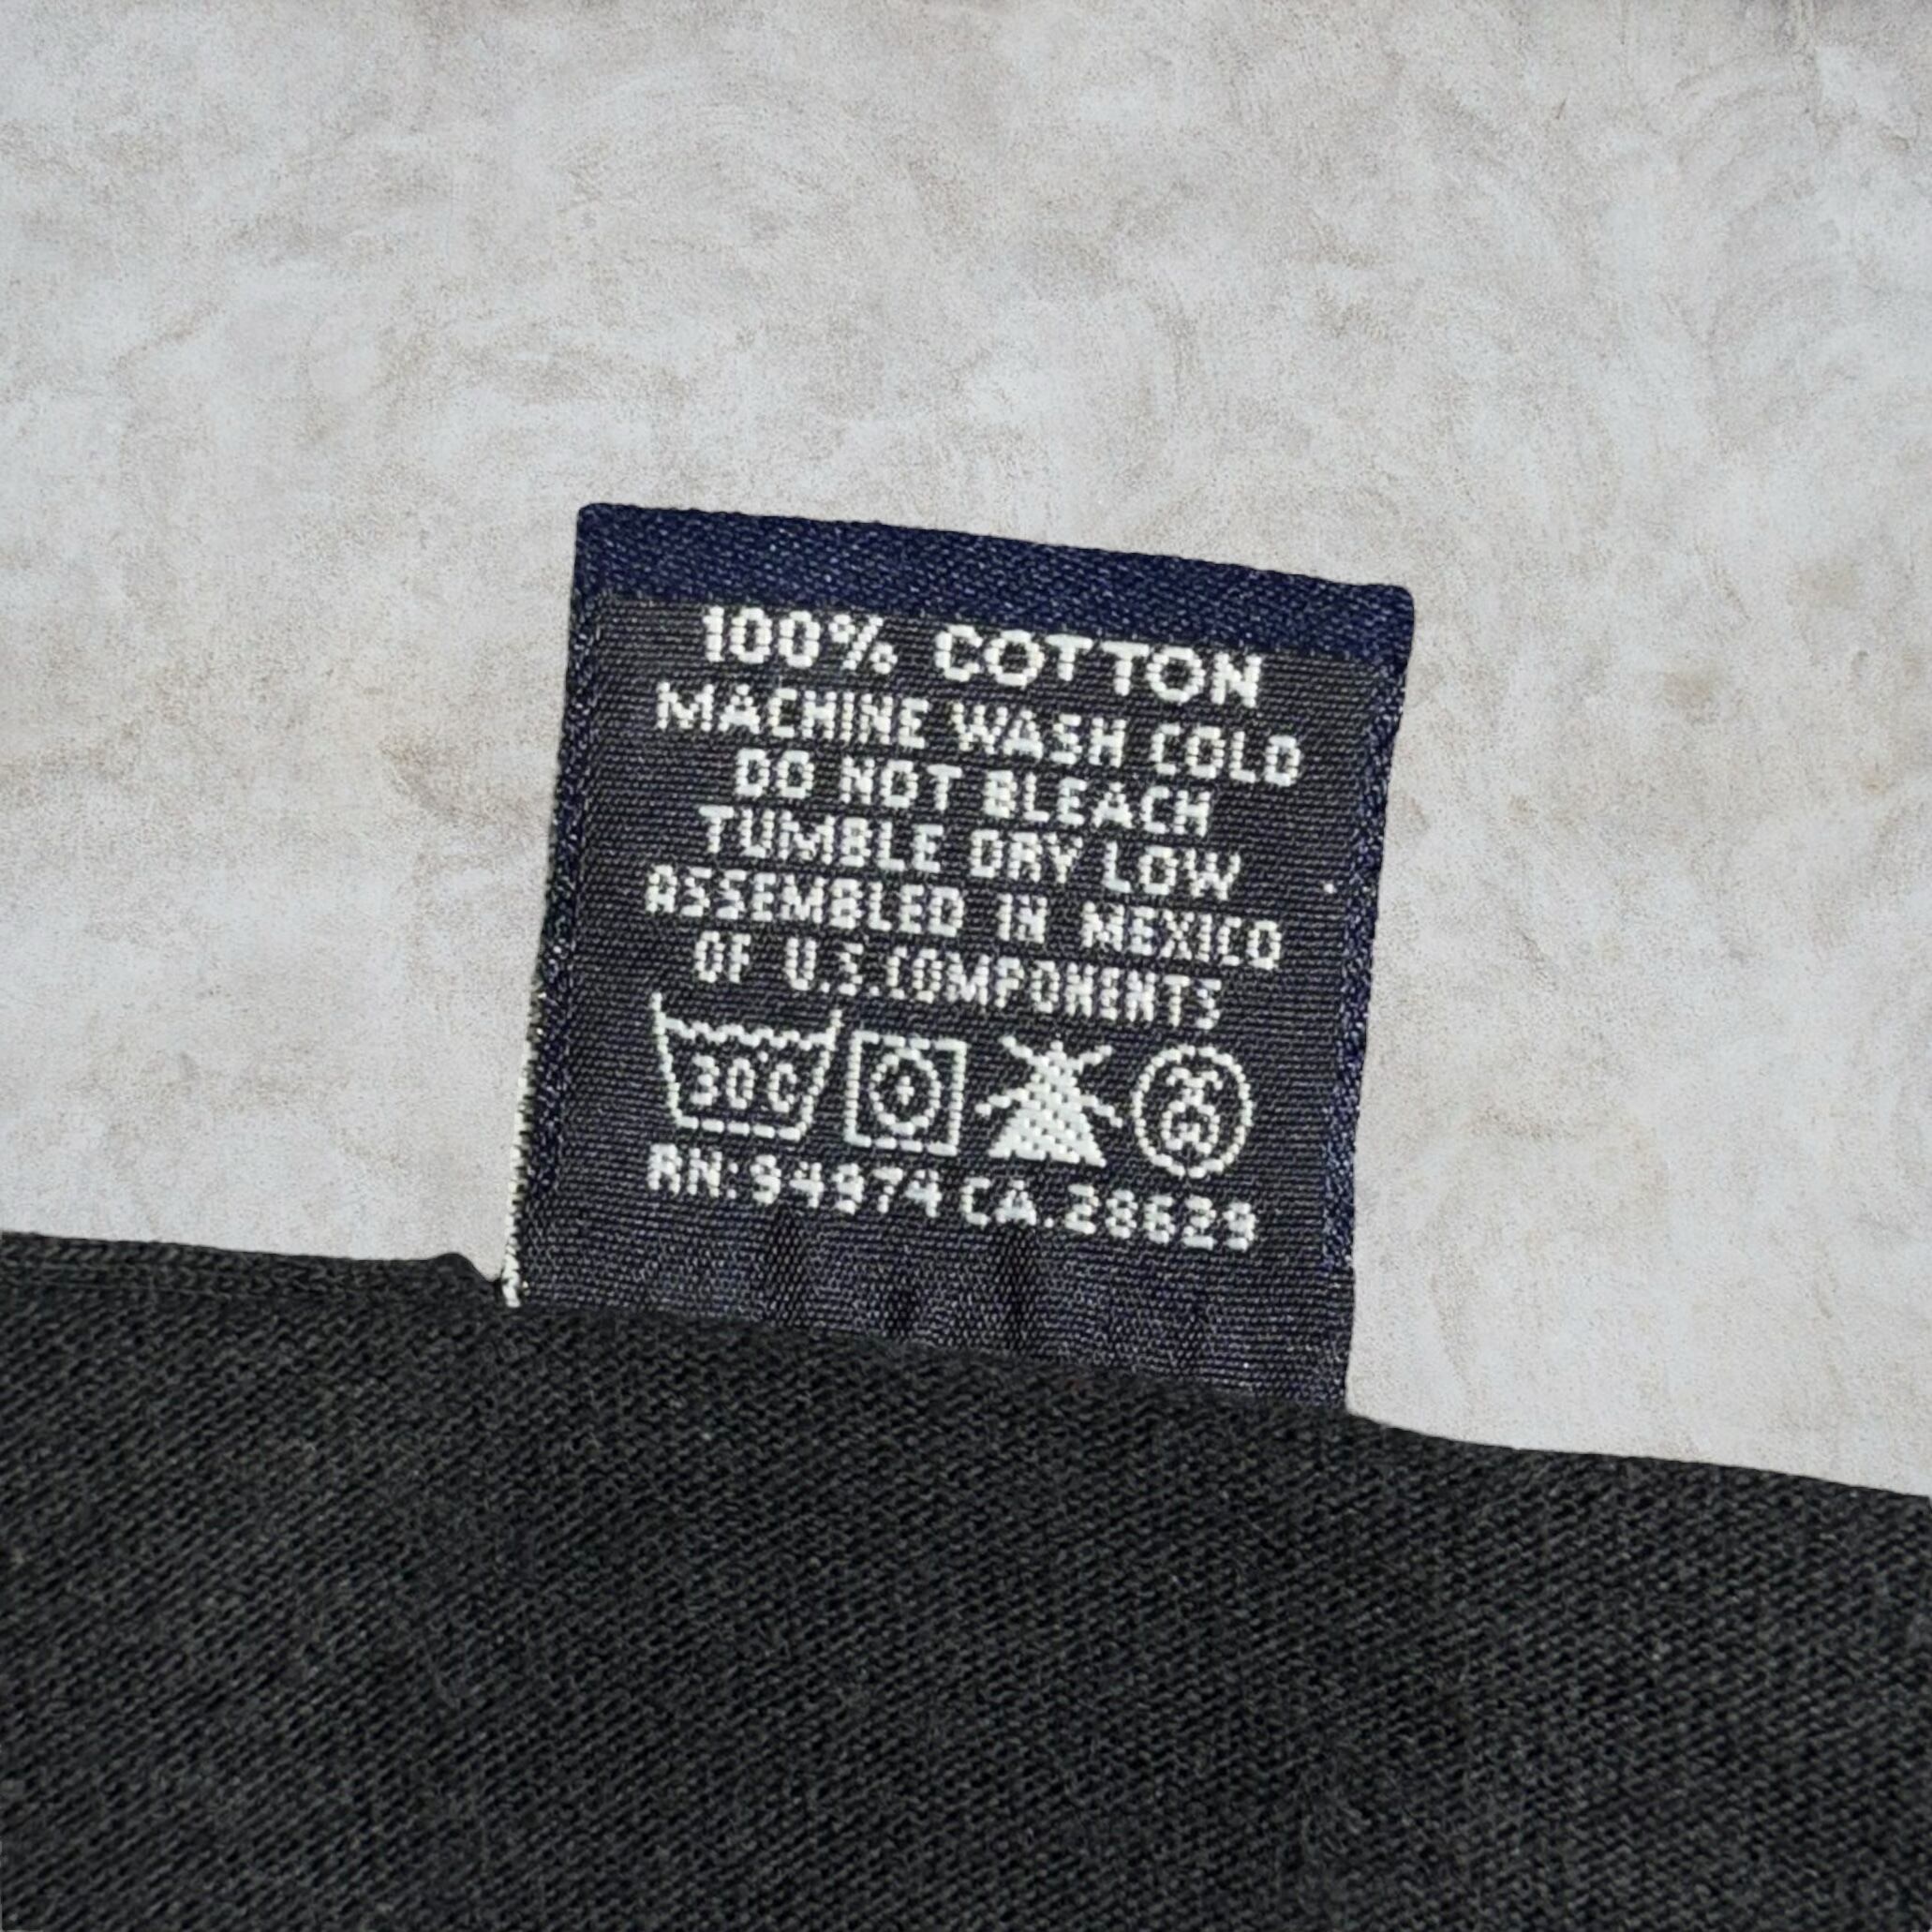 100% COTTON
MACHINE WASH COLD
DO NOT BLEACH
TUMBLE DRY LOW
ASSEMBLED IN MEXICO
OF U.S.COMPONENTS
30°C
RN:94974 CA.28629